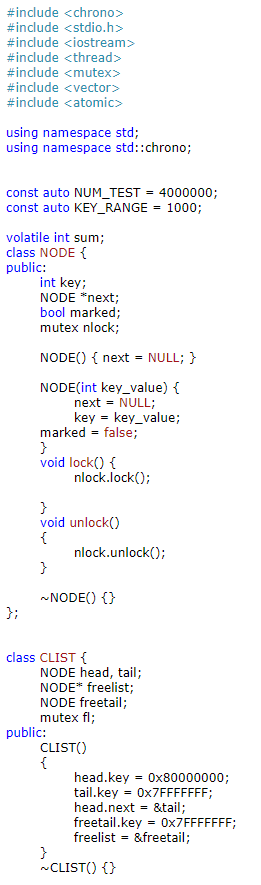 #include <chrono>
#include <stdio.h>
#include <iostream>
#include <thread>
#include <mutex>
#include <vector>
#include <atomic>

using namespace std;
using namespace std::chrono;


const auto NUM_TEST = 4000000;
const auto KEY_RANGE = 1000;

volatile int sum;
class NODE {
public:
	int key;
	NODE *next;
	bool marked;
	mutex nlock;

	NODE() { next = NULL; }

	NODE(int key_value) {
		next = NULL;
		key = key_value;
	marked = false;
	}
	void lock() {
		nlock.lock();

	}
	void unlock()
	{
		nlock.unlock();
	}

	~NODE() {}
};


class CLIST {
	NODE head, tail;
	NODE* freelist;
	NODE freetail;
	mutex fl;
public:
	CLIST()
	{
		head.key = 0x80000000;
		tail.key = 0x7FFFFFFF;
		head.next = &tail;
		freetail.key = 0x7FFFFFFF;
		freelist = &freetail;
	}
	~CLIST() {}